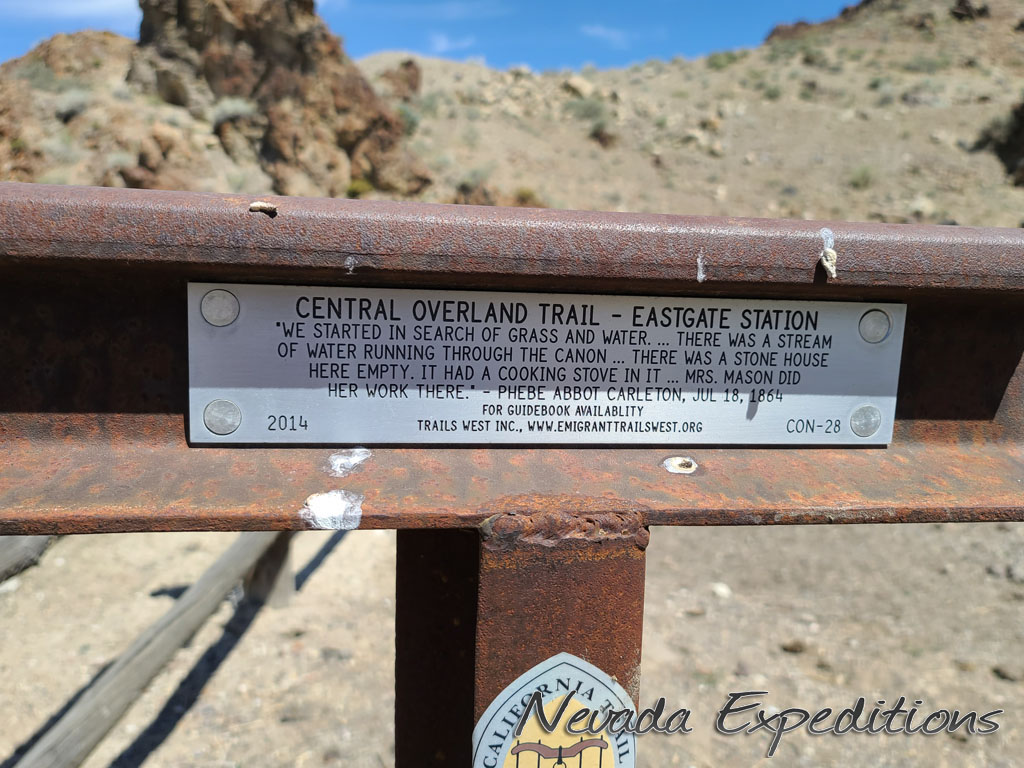 CENTRAL OVERLAND TRAIL - EASTGATE STATION
"WE STARTED IN SEARCH OF GRASS AND WATER. ... THERE WAS A STREAM
OF WATER RUNNING THROUGH THE CANON ... THERE WAS A STONE HOUSE
HERE EMPTY. IT HAD A COOKING STOVE IN IT ... MRS. MASON DID
HER WORK THERE." - PHEBE ABBOT CARLETON, JUL 18, 1864
FOR GUIDEBOOK AVAILABLITY
2014 TRAILS WEST INC., WWW.EMIGRANTTRAILSWEST.ORG CON-28
CALIFORNIA TRAIL
Nevada Expeditions